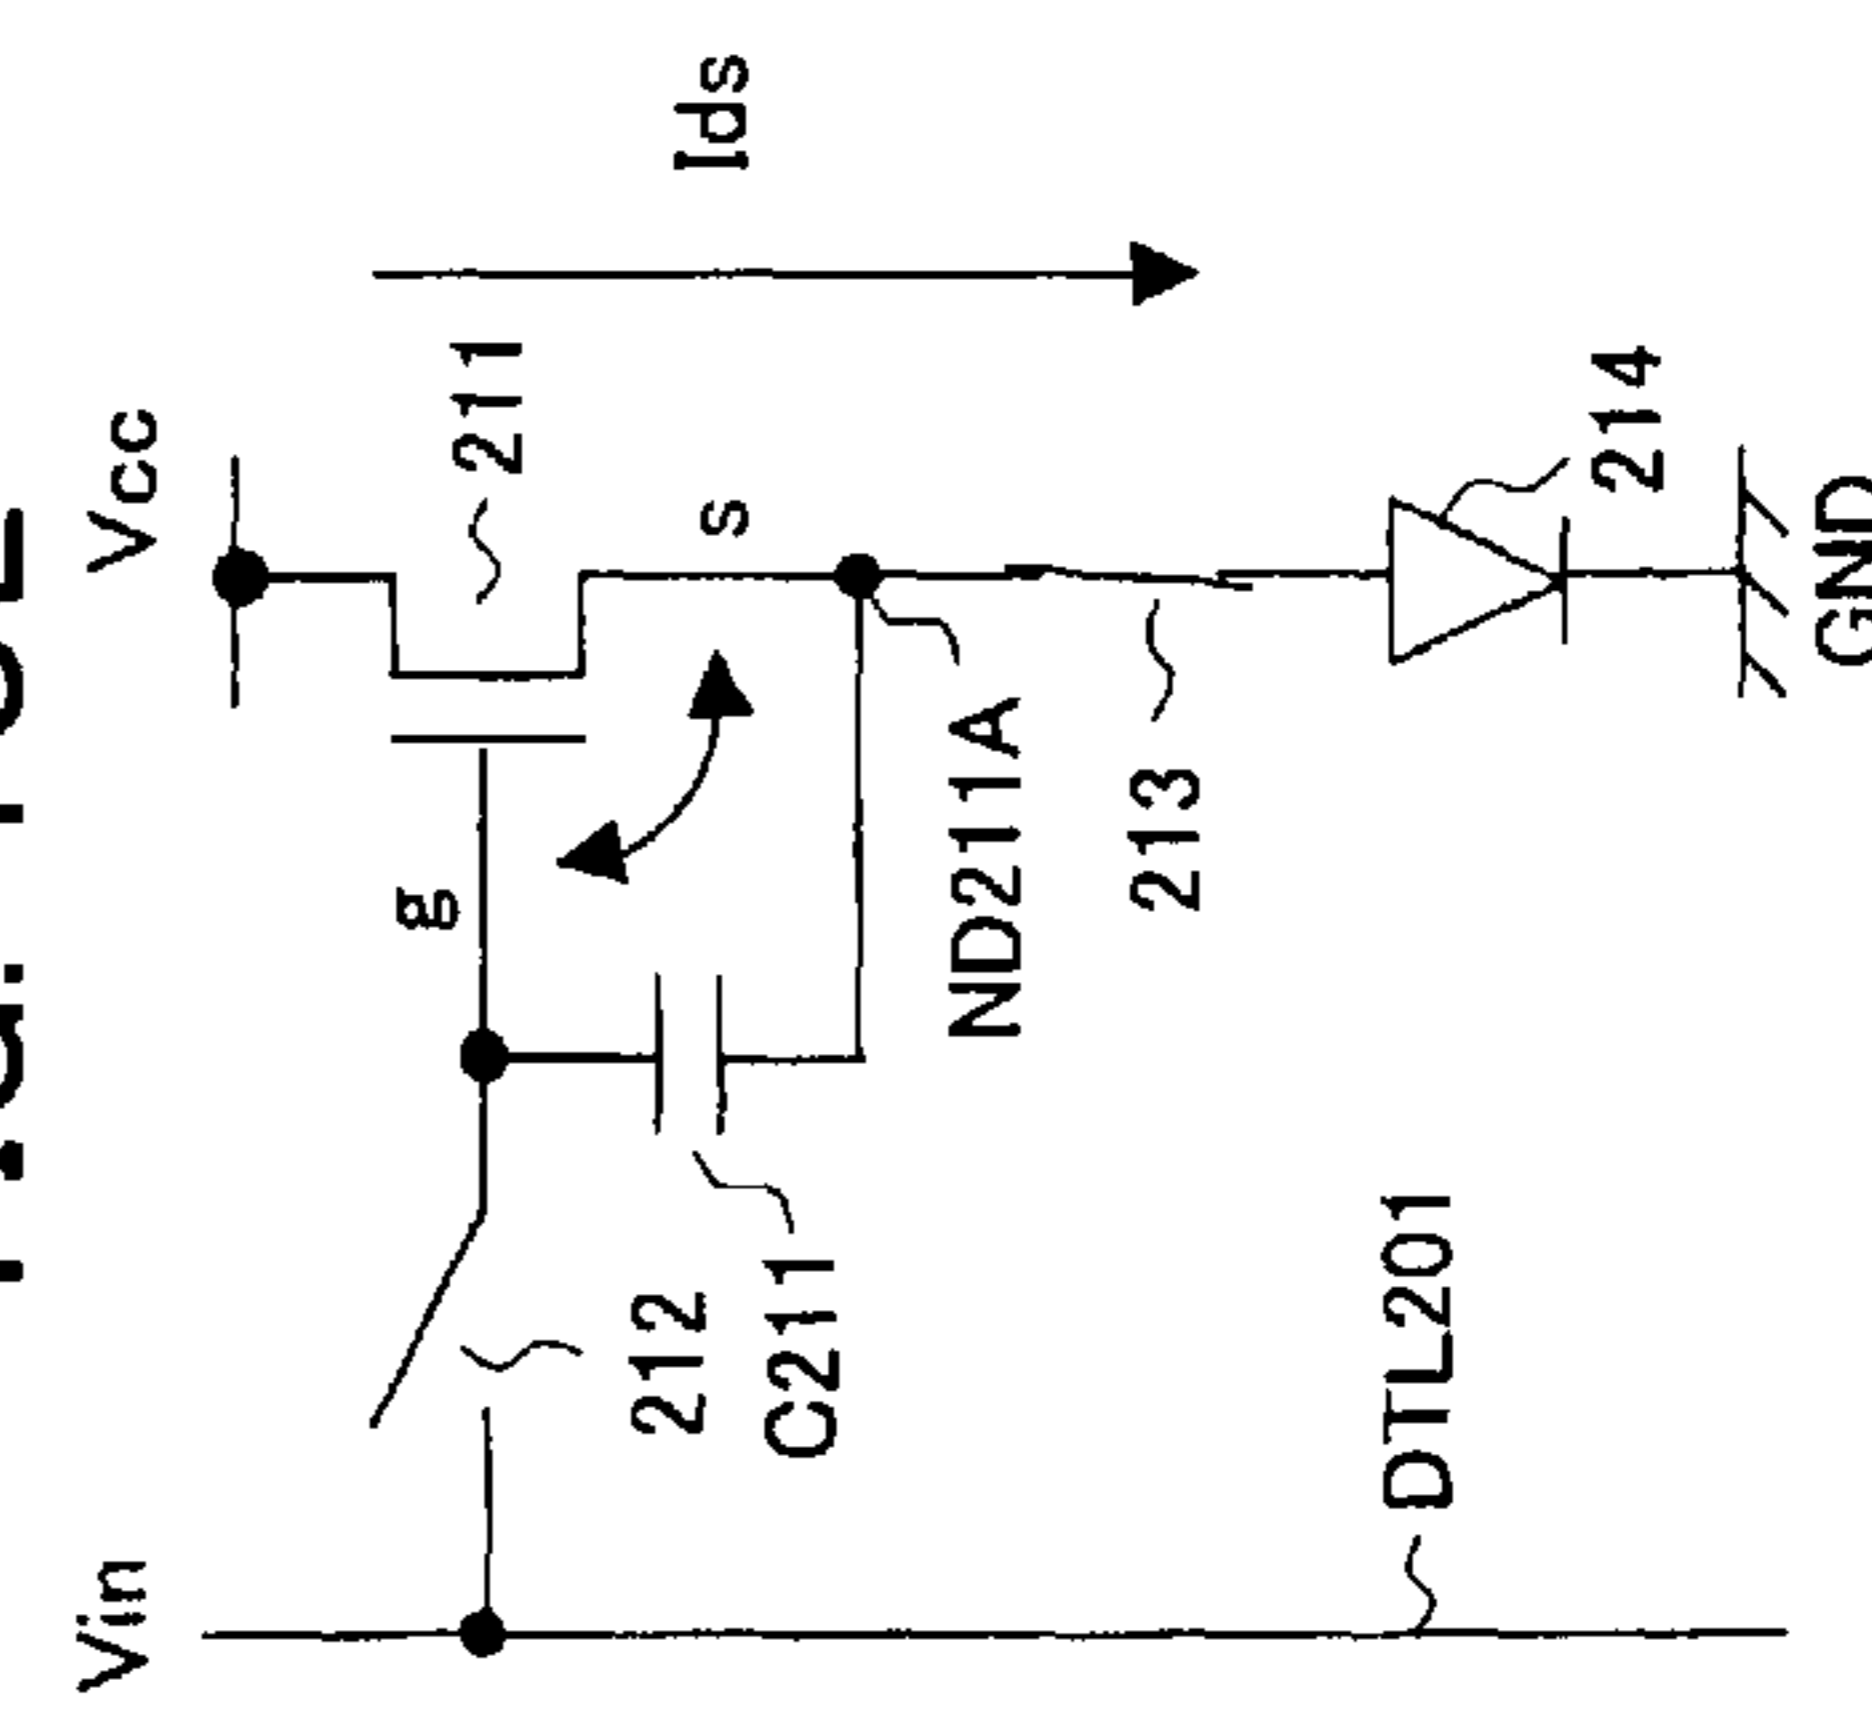 Vcc
211
Ids
g
s
ND211A
213
214
GND
212
C211
Vin
DTL201